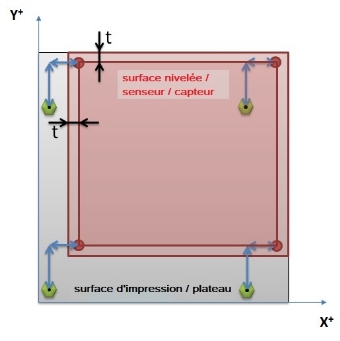 Y+
t
surface nivelée /
senseur / capteur
t
surface d'impression / plateau
X+